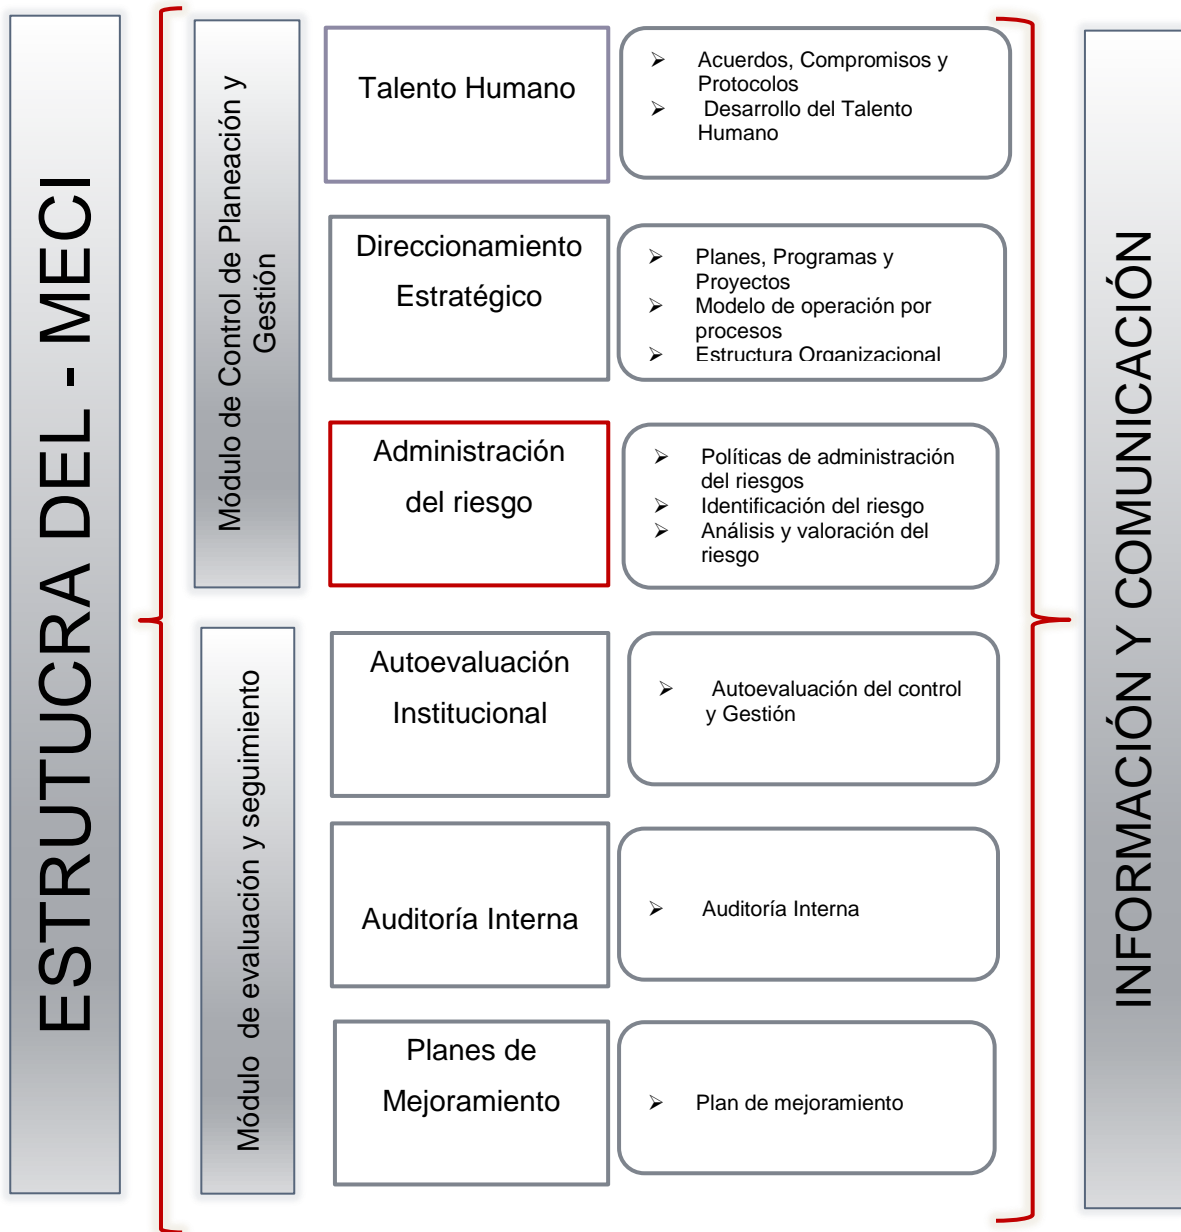 ESTRUTUCRA DEL - MECI
Módulo de Control de Planeación y
Gestión
Talento Humano
➢ Acuerdos, Compromisos y
Protocolos
➢ Desarrollo del Talento
Humano
Direccionamiento
Estratégico
➢ Planes, Programas y
Proyectos
➢ Modelo de operación por
procesos
➢ Estructura Organizacional
Administración
del riesgo
➢ Políticas de administración
del riesgos
➢ Identificación del riesgo
➢ Análisis y valoración del
riesgo
Módulo de evaluación y seguimiento
Autoevaluación
Institucional
➢ Autoevaluación del control
y Gestión
Auditoría Interna
➢ Auditoría Interna
Planes de
Mejoramiento
➢ Plan de mejoramiento
INFORMACIÓN Y COMUNICACIÓN